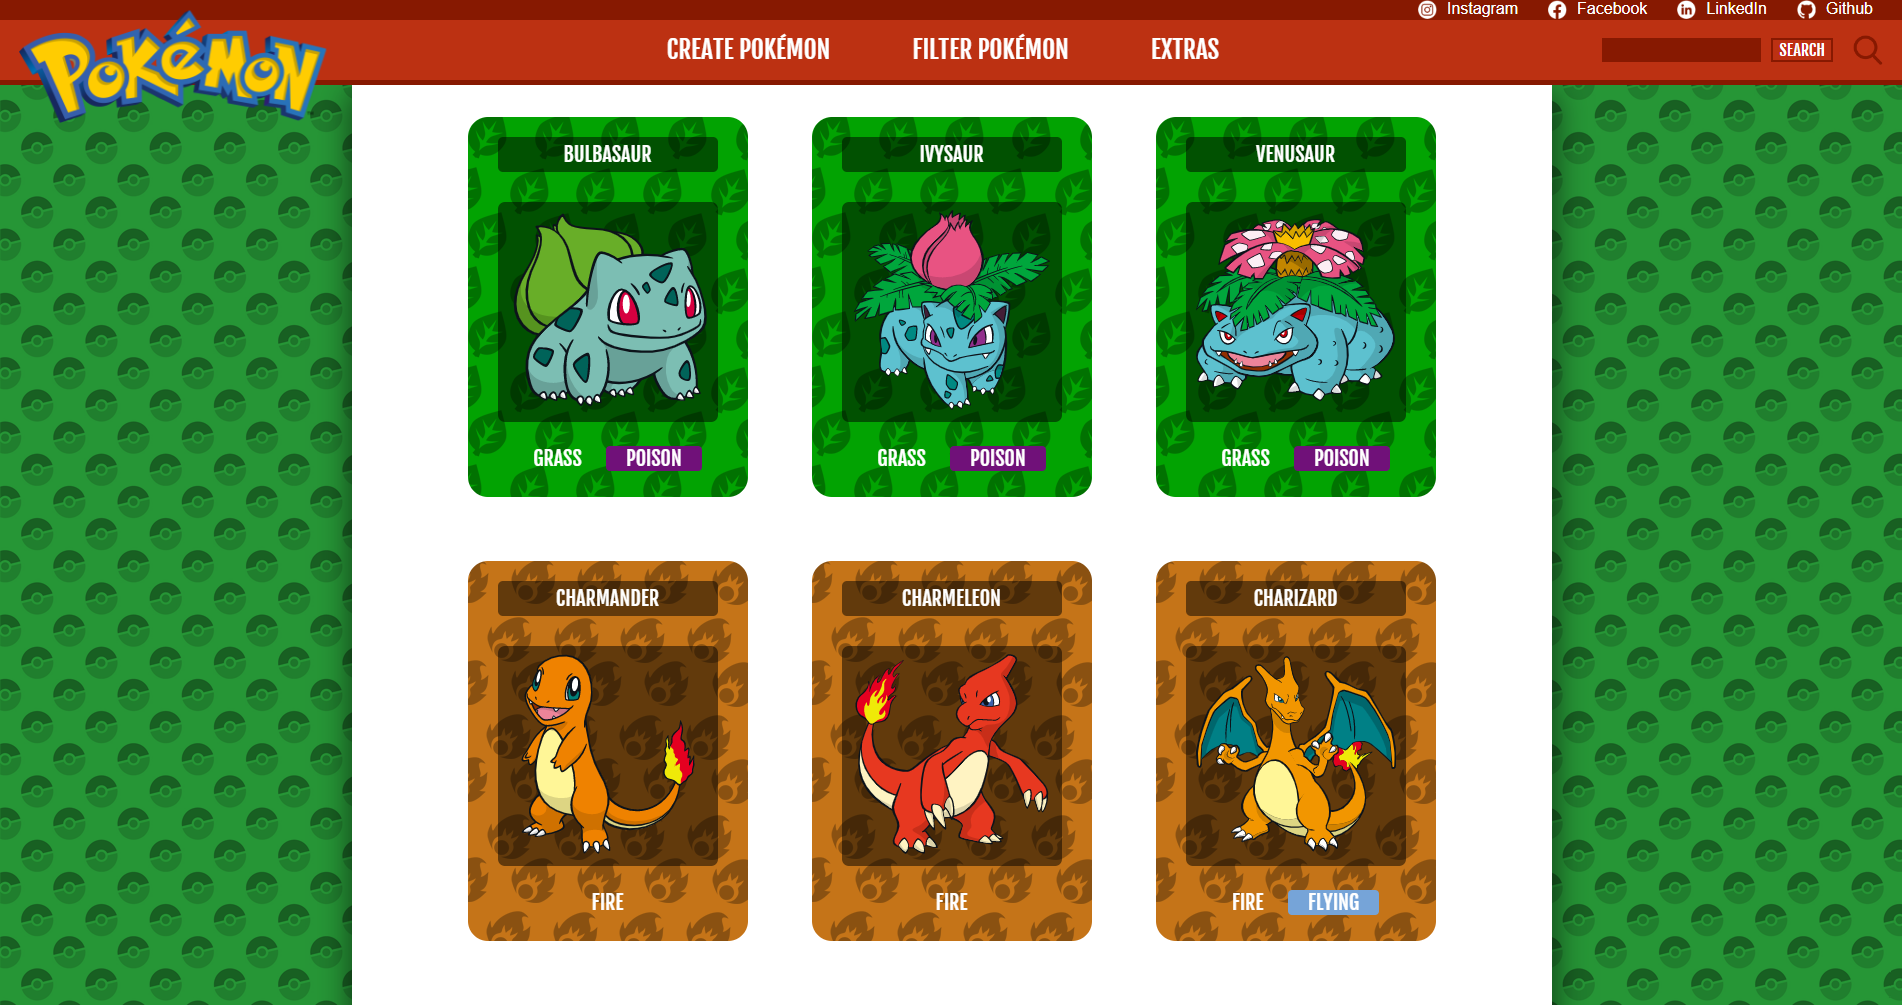 Instagram Facebook LinkedIn Github
POKéMON
CREATE POKÉMON FILTER POKÉMON EXTRAS SEARCH
BULBASAUR IVYSAUR VENUSAUR
GRASS POISON GRASS POISON GRASS POISON
CHARMANDER CHARMELEON CHARIZARD
FIRE FIRE FIRE FLYING